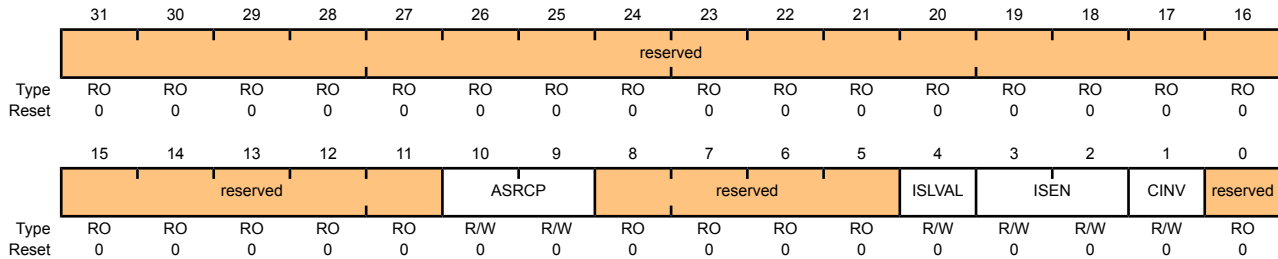 31 30 29 28 27 26 25 24 23 22 21 20 19 18 17 16
reserved
Type RO RO RO RO RO RO RO RO RO RO RO RO RO RO RO RO
Reset 0 0 0 0 0 0 0 0 0 0 0 0 0 0 0 0
15 14 13 12 11 10 9 8 7 6 5 4 3 2 1 0
reserved ASRCP reserved ISLVAL ISEN CINV reserved
Type RO RO RO RO RO R/W R/W RO RO RO RO R/W R/W R/W R/W RO
Reset 0 0 0 0 0 0 0 0 0 0 0 0 0 0 0 0